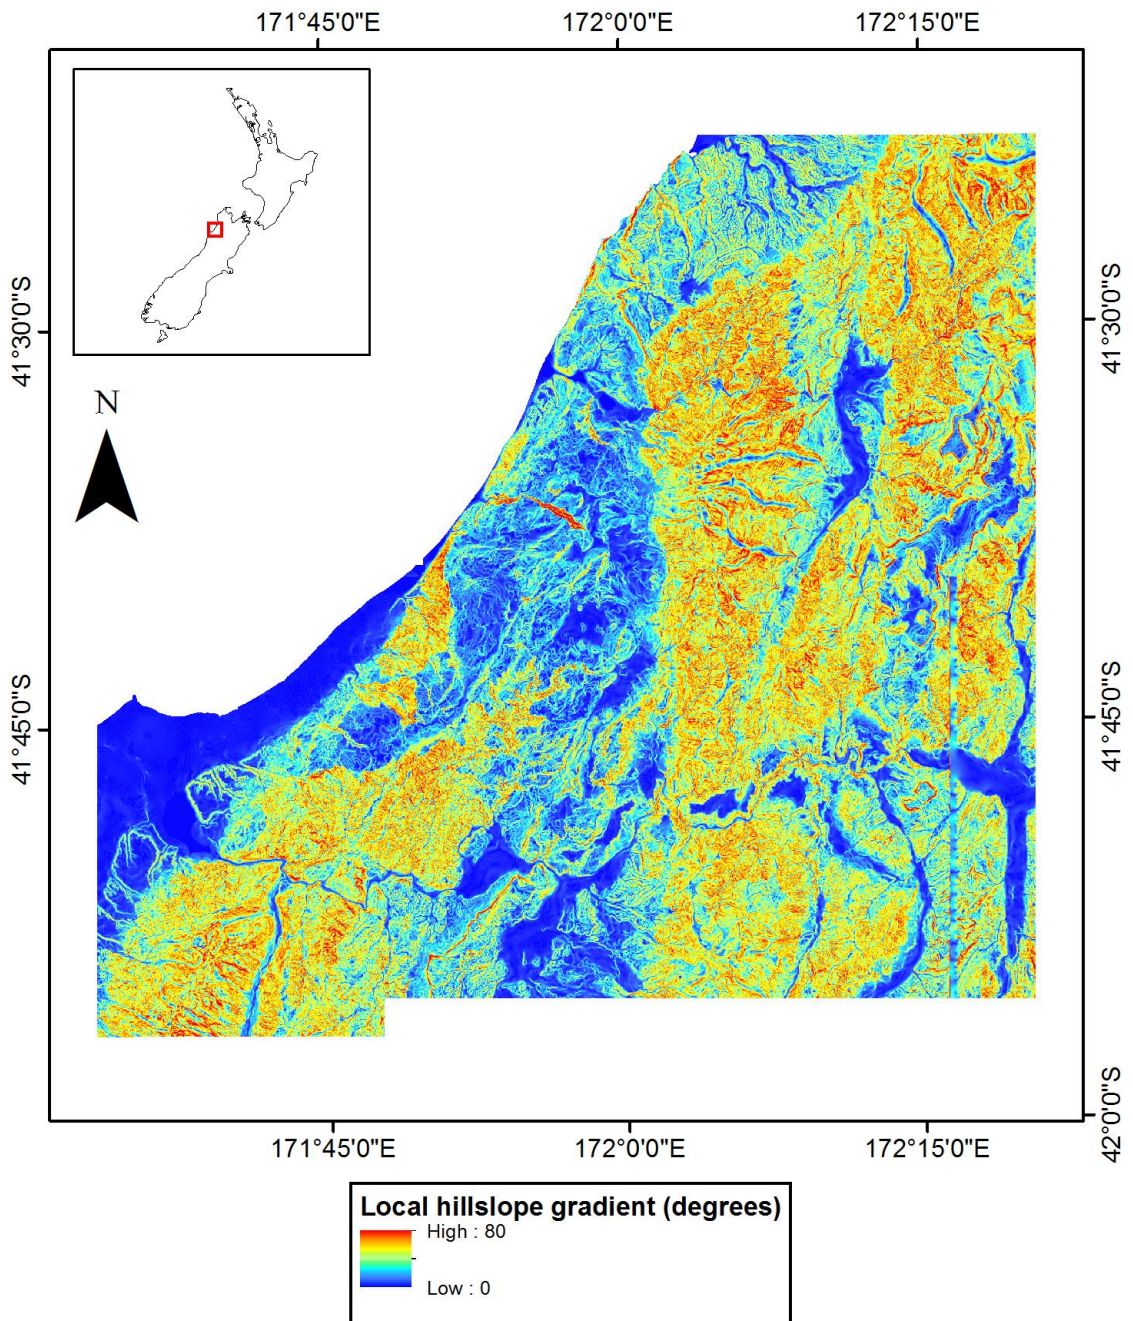 171°45'0"E 172°0'0"E 172°15'0"E
41°30'0"S
41°30'0"S
N
41°45'0"S
41°45'0"S
42°0'0"S
171°45'0"E 172°0'0"E 172°15'0"E
Local hillslope gradient (degrees)
High : 80
Low : 0